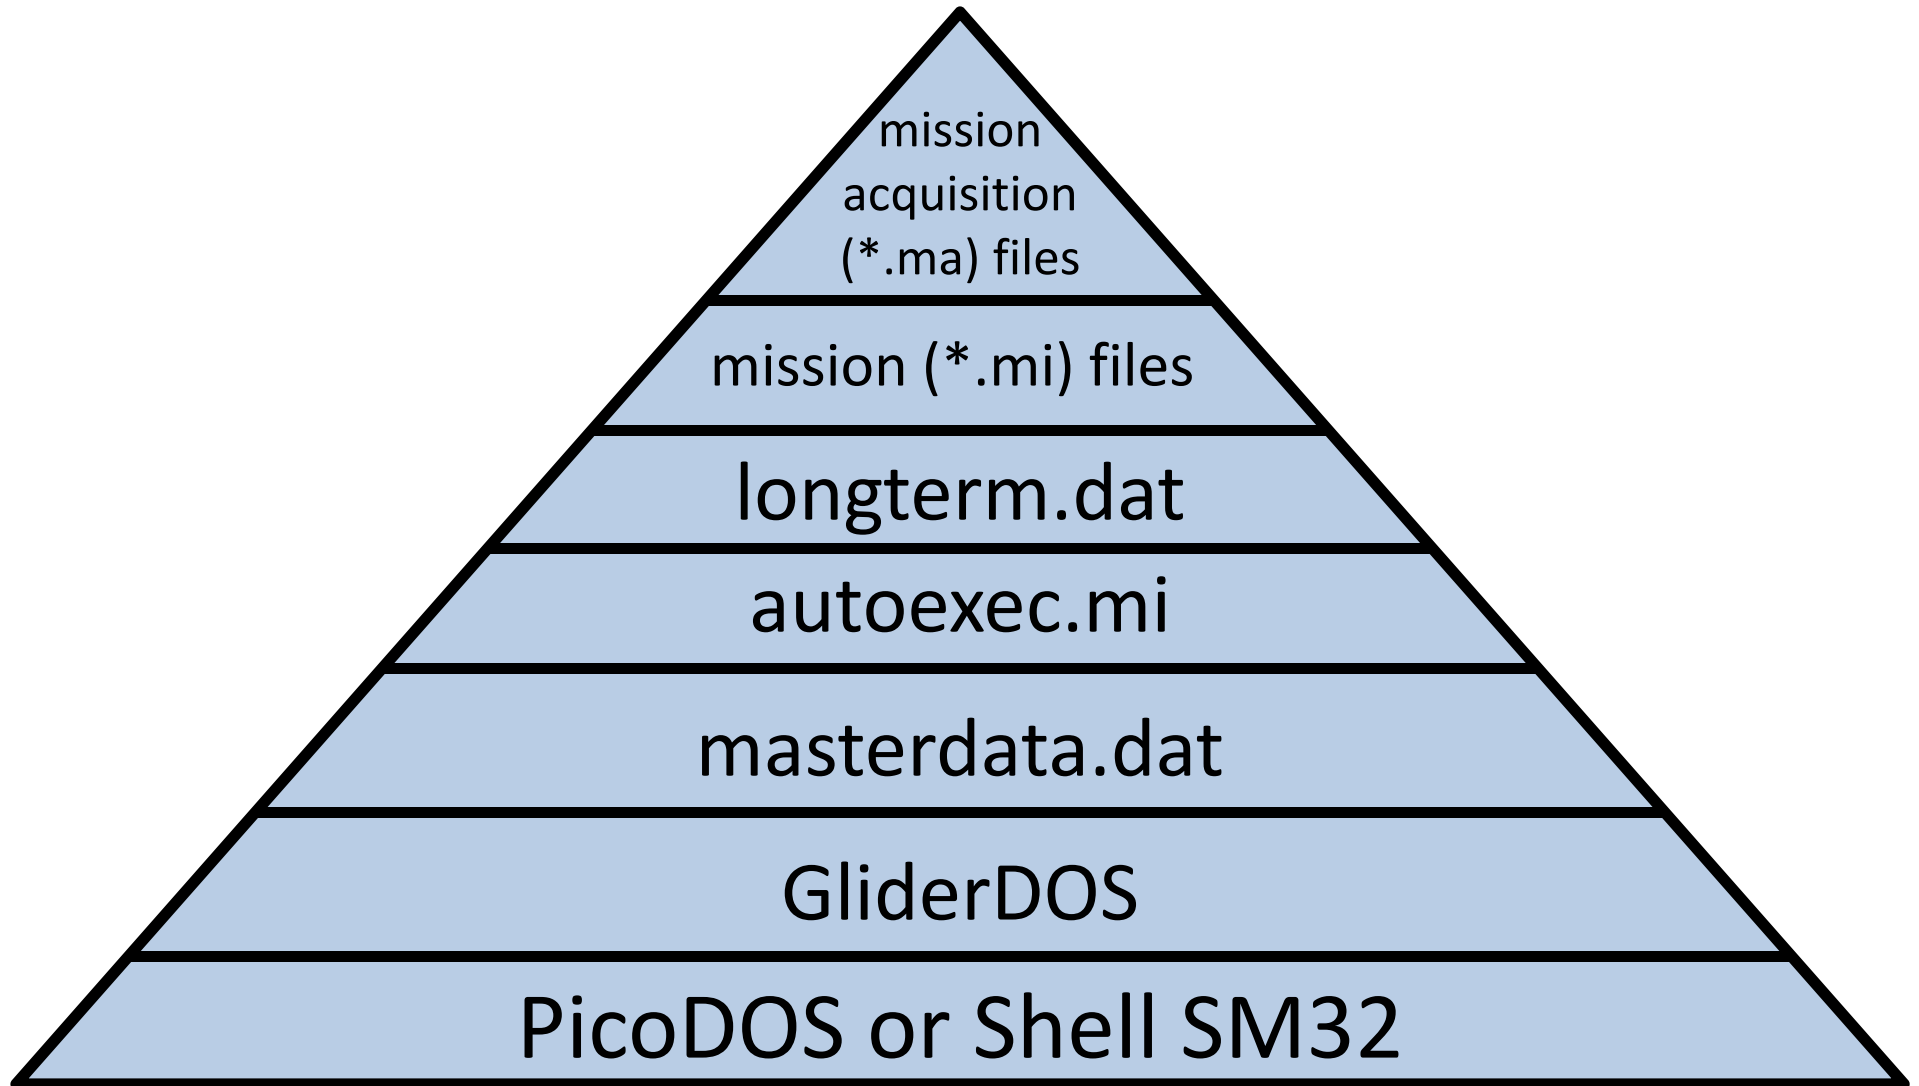 mission
acquisition
(*.ma) files
mission (*.mi) files
longterm.dat
autoexec.mi
masterdata.dat
GliderDOS
PicoDOS or Shell SM32